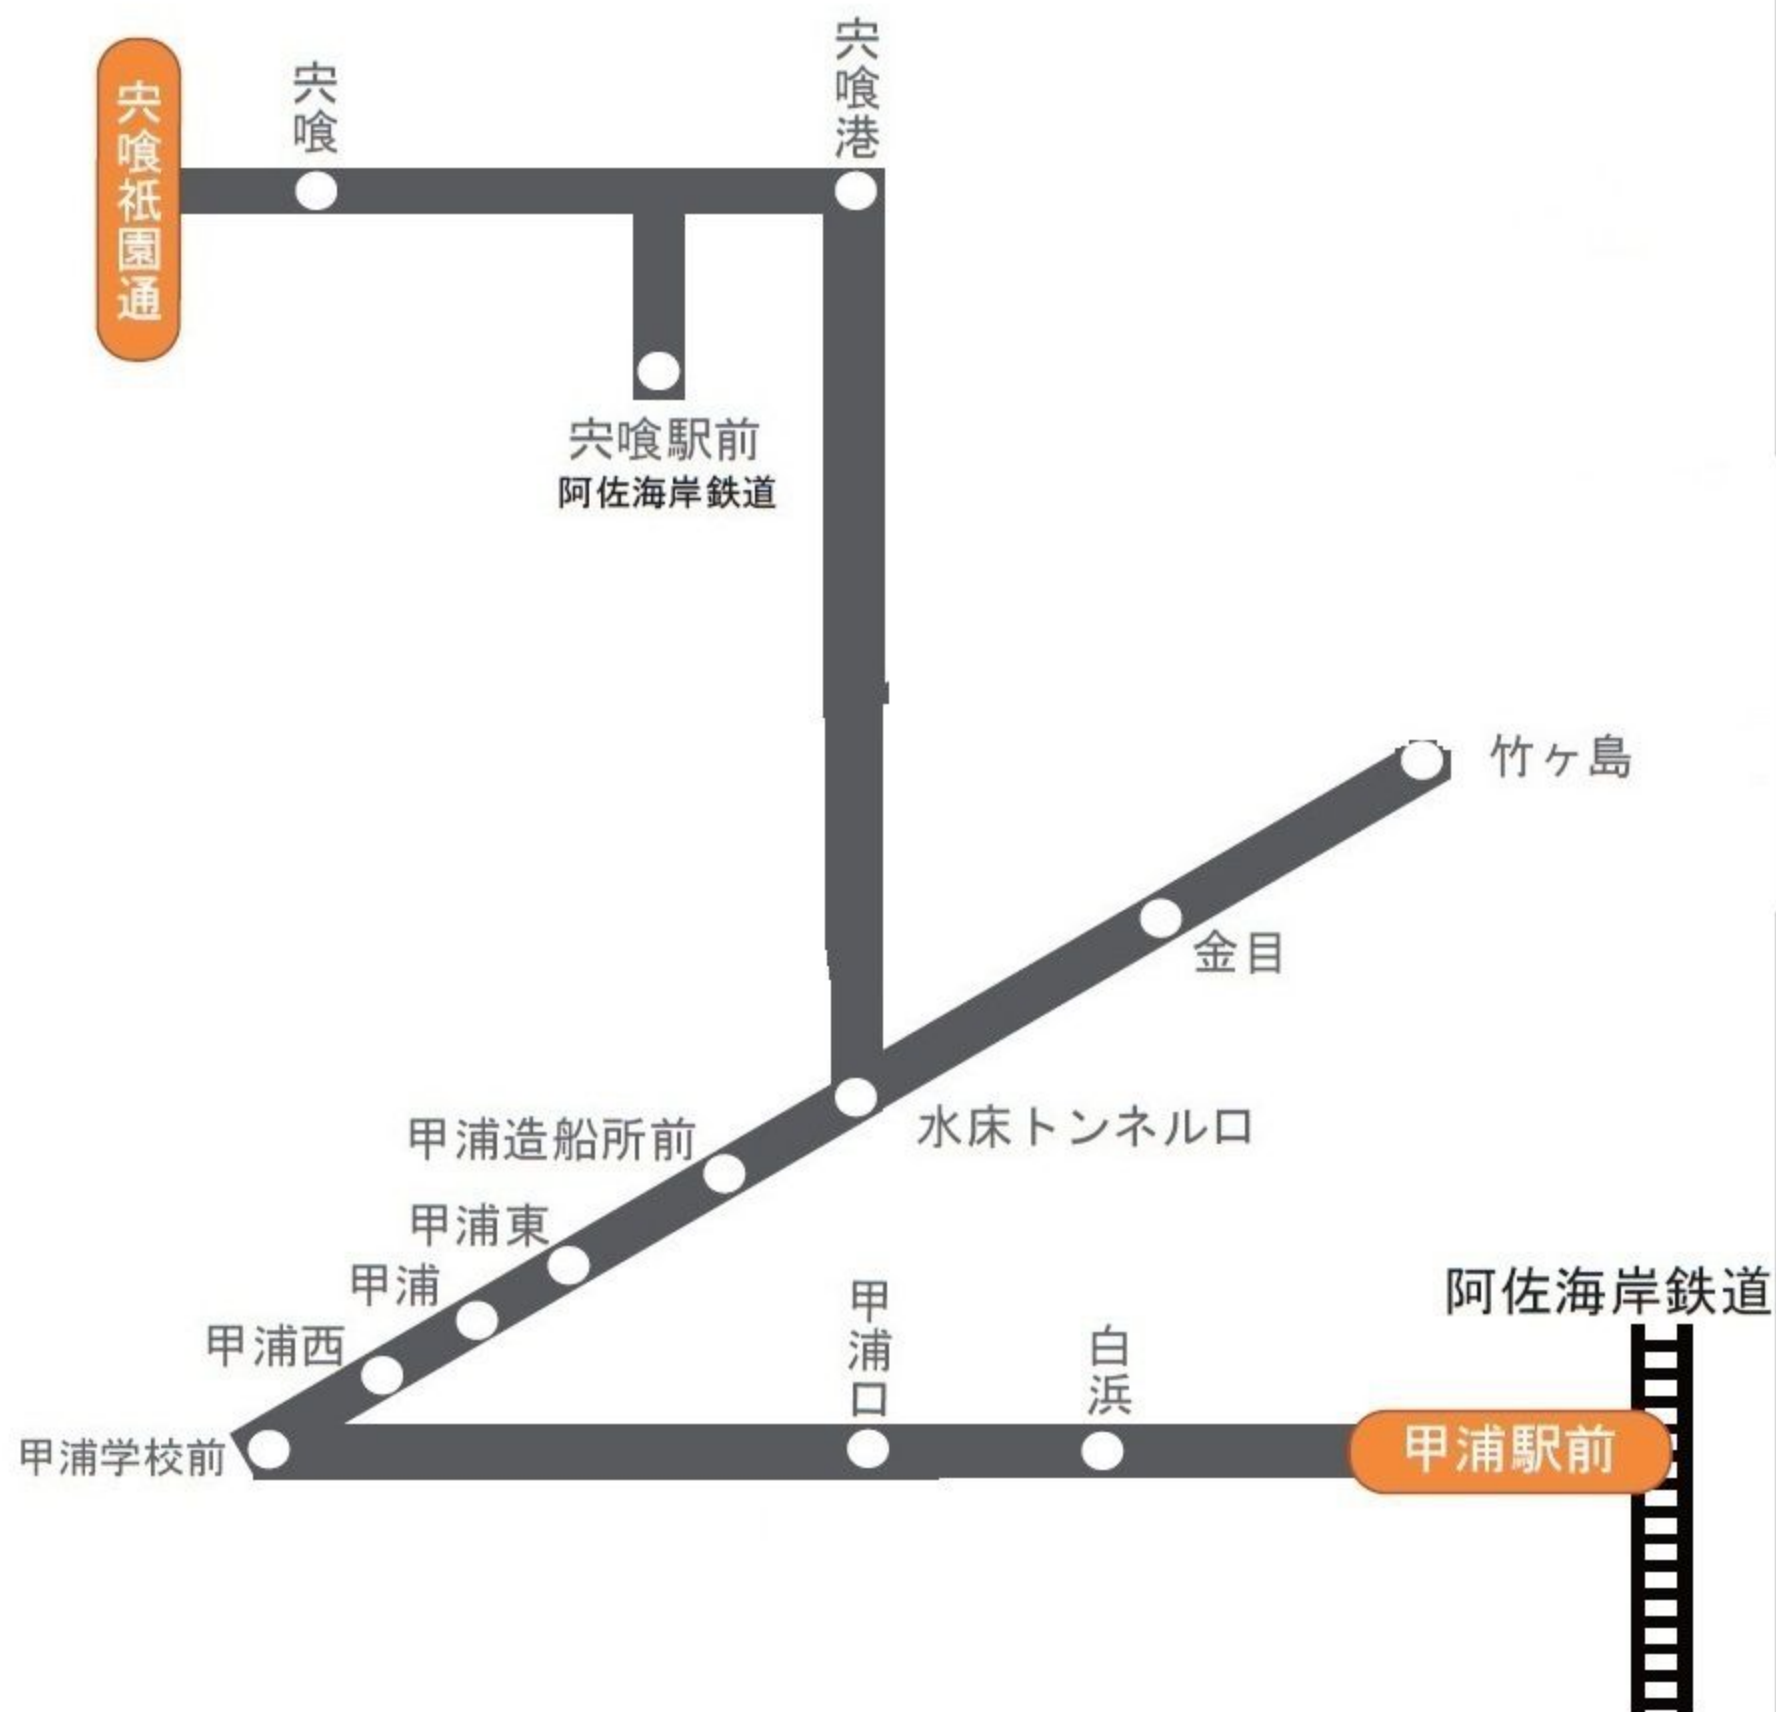 宍喰祇園通
宍喰
宍喰港
宍喰駅前
阿佐海岸鉄道
竹ヶ島
金目
水床トンネル口
甲浦造船所前
甲浦東
甲浦
甲浦西
甲浦学校前
甲浦口
白浜
阿佐海岸鉄道
甲浦駅前